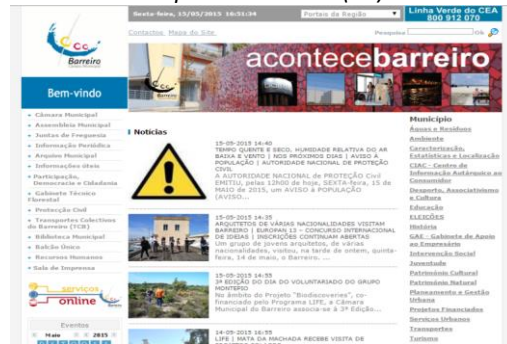 Sexta-feira, 15/05/2015 16:51:34
Portais da Região
Linha Verde do CEA
800 912 070
Contactos Mapa do Site
Pesquisa
Ok
Barreiro
acontecebarreiro
Bem-vindo
Câmara Municipal
Assembleia Municipal
Juntas de Freguesia
Informação Periódica
Arquivo Municipal
Informações úteis
Participação,
Democracia e Cidadania
Gabinete Técnico
Florestal
Protecção Civil
Transportes Colectivos
do Barreiro (TCB)
Biblioteca Municipal
Balcão Único
Recursos Humanos
Sala de Imprensa
serviços
online
Eventos
Maio 2015
Notícias
15-05-2015 14:40
TEMPO QUENTE E SECO, HUMIDADE RELATIVA DO AR
BAIXA E VENTO | NOS PRÓXIMOS DIAS | AVISO À
POPULAÇÃO | AUTORIDADE NACIONAL DE PROTEÇÃO
CIVIL
A AUTORIDADE NACIONAL de PROTEÇÃO Civil
EMITIU, pelas 12h00 de hoje, SEXTA-feira, 15 de
MAIO de 2015, um AVISO à POPULAÇÃO
(AVISO...
15-05-2015 14:35
ARQUITETOS DE VÁRIAS NACIONALIDADES VISITAM
BARREIRO | EUROPAN 13 – CONCURSO INTERNACIONAL
DE IDEIAS | INSCRIÇÕES CONTINUAM ABERTAS
Um grupo de jovens arquitetos, de várias
nacionalidades, visitou, na tarde de ontem, quinta-
feira, 14 de maio, o Barreiro. ...
15-05-2015 14:55
3ª EDIÇÃO DO DIA DO VOLUNTARIADO DO GRUPO
MONTEPIO
No âmbito do Projeto "Biodiscoveries", co-
financiado pelo Programa LIFE, a Câmara
Municipal do Barreiro associa-se à 3ª Edição...
14-05-2015 16:55
LIFE | MATA DA MACHADA RECEBE VISITA DE
Município
Águas e Resíduos
Ambiente
Caracterização,
Estatísticas e Localização
CIAC - Centro de
Informação Autárquico ao
Consumidor
Desporto, Associativismo
e Cultura
Educação
ELEIÇÕES
História
GAE - Gabinete de Apoio
ao Empresário
Intervenção Social
Juventude
Património Cultural
Património Natural
Planeamento e Gestão
Urbana
Projetos Financiados
Serviços Urbanos
Transportes
Turismo